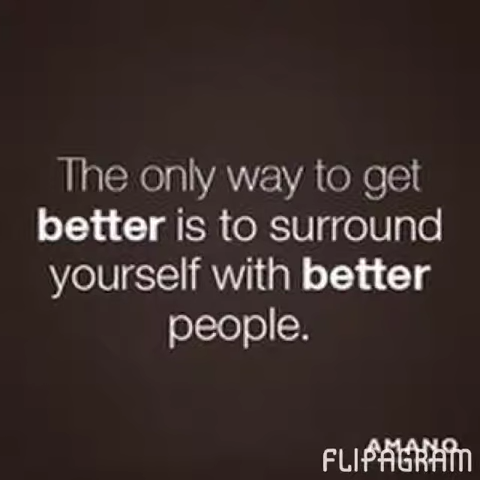 The only way to get
better is to surround
yourself with better
people.
AMANO
FLIPAGRAM